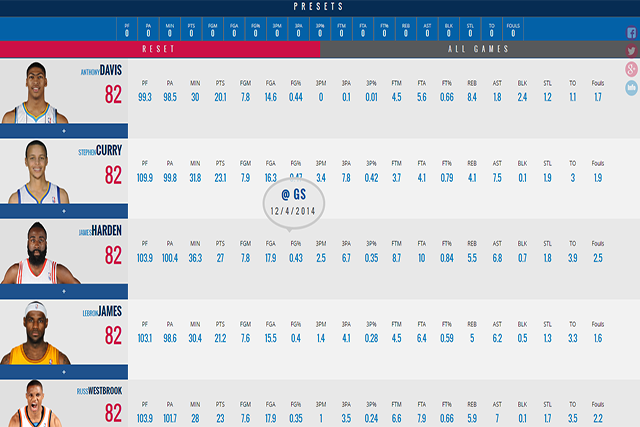 PRESETS
PF PA MIN PTS FGM FGA FG% 3PM 3PA 3P% FTM FTA FT% REB AST BLK STL TO FOULS
0 0 0 0 0 0 0 0 0 0 0 0 0 0 0 0 0 0 0
RESET ALL GAMES
ANTHONY DAVIS
82
PF PA MIN PTS FGM FGA FG% 3PM 3PA 3P% FTM FTA FT% REB AST BLK STL TO Fouls
99.3 98.5 30 20.1 7.8 14.6 0.44 0 0.1 0.01 4.5 5.6 0.66 8.4 1.8 2.4 1.2 1.1 1.7
STEPHEN CURRY
82
PF PA MIN PTS FGM FGA FG% 3PM 3PA 3P% FTM FTA FT% REB AST BLK STL TO Fouls
109.9 99.8 31.8 23.1 7.9 16.3 3.4 7.8 0.42 3.7 4.1 0.79 4.1 7.5 0.1 1.9 3 1.9
@ GS
12/4/2014
JAMES HARDEN
82
PF PA MIN PTS FGM FGA FG% 3PM 3PA 3P% FTM FTA FT% REB AST BLK STL TO Fouls
103.9 100.4 36.3 27 7.8 17.9 0.43 2.5 6.7 0.35 8.7 10 0.84 5.5 6.8 0.7 1.8 3.9 2.5
LEBRON JAMES
82
PF PA MIN PTS FGM FGA FG% 3PM 3PA 3P% FTM FTA FT% REB AST BLK STL TO Fouls
103.1 98.6 30.4 21.2 7.6 15.5 0.4 1.4 4.1 0.28 4.5 6.4 0.59 5 6.2 0.5 1.3 3.3 1.6
RUSS WESTBROOK
82
PF PA MIN PTS FGM FGA FG% 3PM 3PA 3P% FTM FTA FT% REB AST BLK STL TO Fouls
103.9 101.7 28 23 7.6 17.9 0.35 1 3.5 0.24 6.6 7.9 0.66 5.9 7 0.1 1.7 3.5 2.2